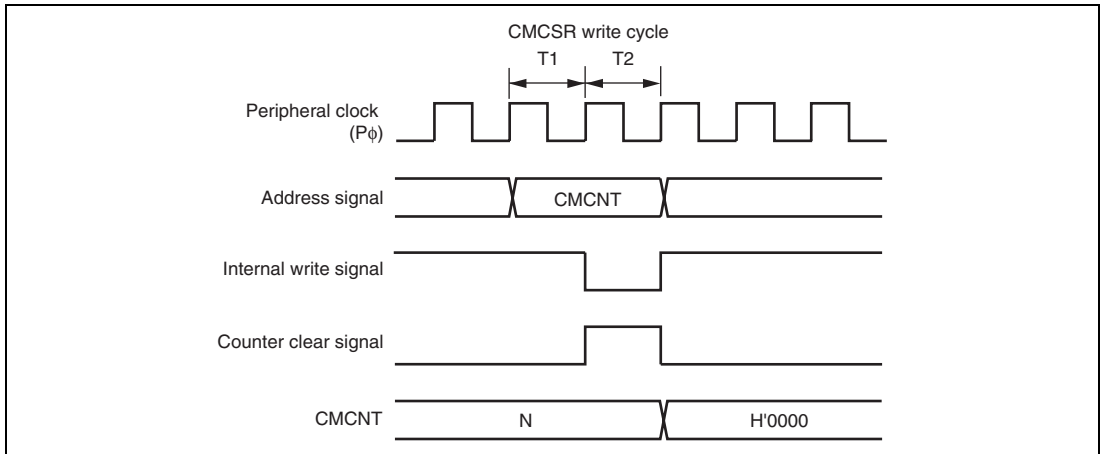 CMCSR write cycle
T1 T2
Peripheral clock
(Pϕ)
Address signal CMCNT
Internal write signal
Counter clear signal
CMCNT N H'0000